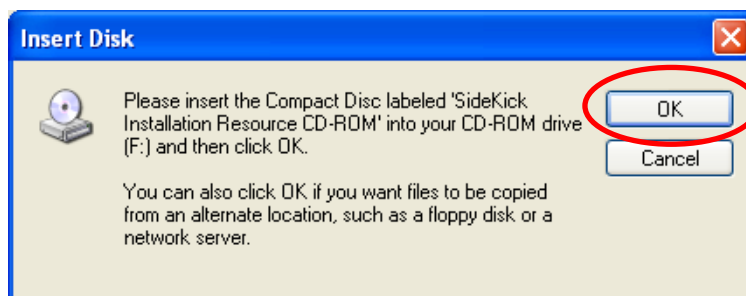 Insert Disk
Please insert the Compact Disc labeled 'SideKick
Installation Resource CD-ROM' into your CD-ROM drive
(F:) and then click OK.
You can also click OK if you want files to be copied
from an alternate location, such as a floppy disk or a
network server.
OK
Cancel